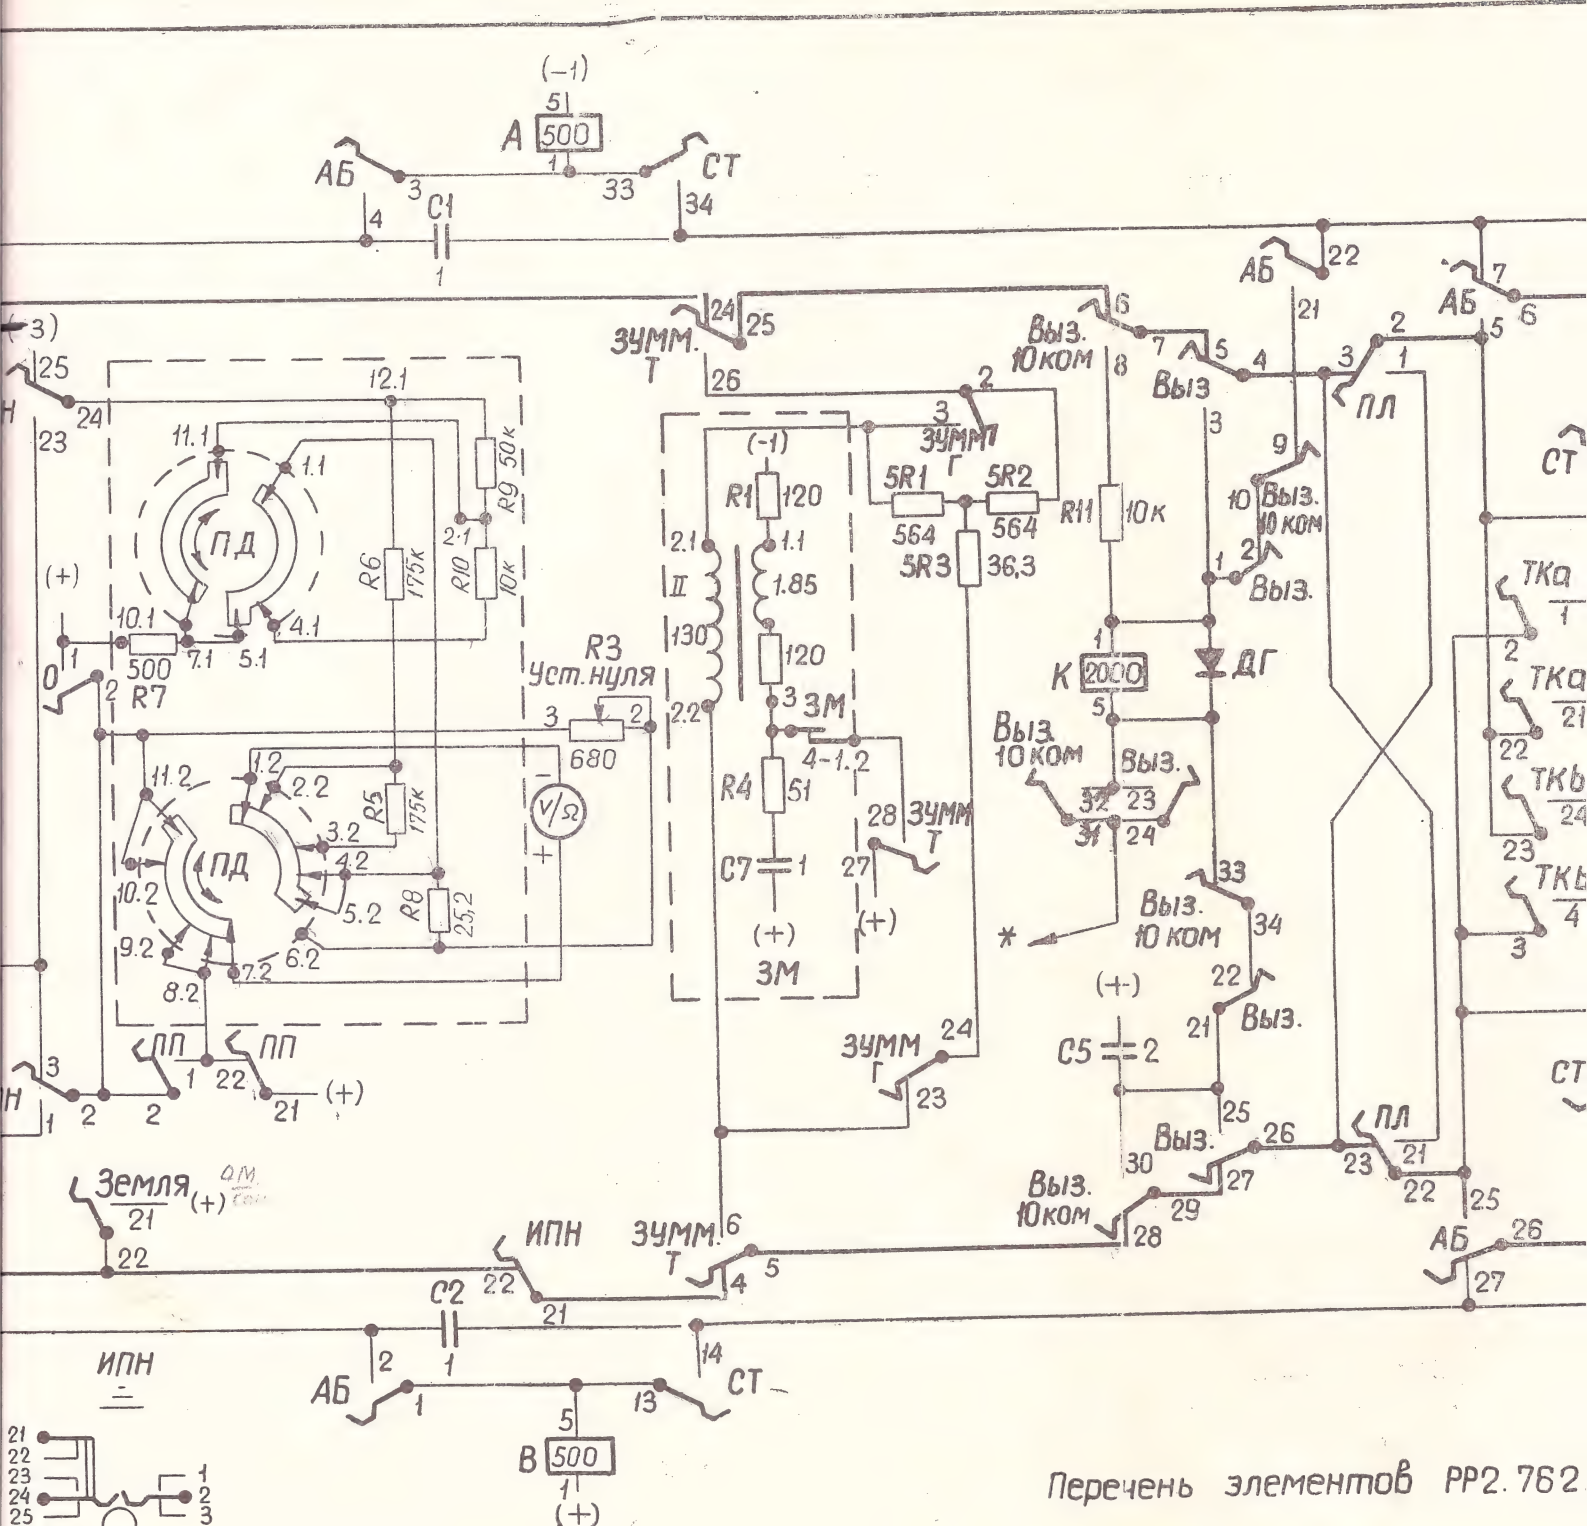 (-1)
5
А 500
1
АБ 3 33 СТ
4 С1 34
1
АБ 22
21
7
АБ 6
5
24 25
ЗУММ.
Т
26
6
Выз.
10 ком
7
8
5
Выз
4
3
2
3 1
ПЛ
25
24
23
12.1
11.1
1.1
ПД
2.1
R9 50к
R10 10к
R6 175к
(+)
1
10.1
500
R7
7.1 5.1 4.1
О
2
R3
Уст. нуля
3 2
680
(-1)
R1 120
2.1 1.1
II 1.85
130
120
2.2 3
ЗМ
4-1.2
R4 51
С7 1
(+)
ЗМ
28 ЗУММ
Т
27
(+)
2
3
ЗУММ
Г
5R1 5R2
564 564
5R3 36,3
R11 10к
9
10 Выз.
10 ком
1 2
Выз.
1
К 2000
5
ДГ
Выз.
10 ком
Выз.
32 23
31 24
*
33
Выз.
10 ком
34
22
21 Выз.
(+)
С5 2
СТ
ТКа
1
2
ТКа
21
22
ТКb
24
23
ТКb
4
3
СТ
11.2 1.2
2.2
R5 175к
3.2
4.2
5.2
ПД
10.2
9.2
8.2 7.2 6.2
R8 25,2
V/Ω
-
+
ПП ПП
1 22
2 21 (+)
3
2
1
ЗУММ
Г
24
23
25
Выз. 26
27
30
Выз.
10 ком
29
28
ПЛ
23 21
22
25
АБ 26
27
Земля
21
(+)
22
ИПН
22
21
ЗУММ.
Т
6
5
4
С2
1
2
АБ 1
14
13 СТ
5
В 500
1
(+)
ИПН
21
22
23
24
25
1
2
3
Перечень элементов РР2.762